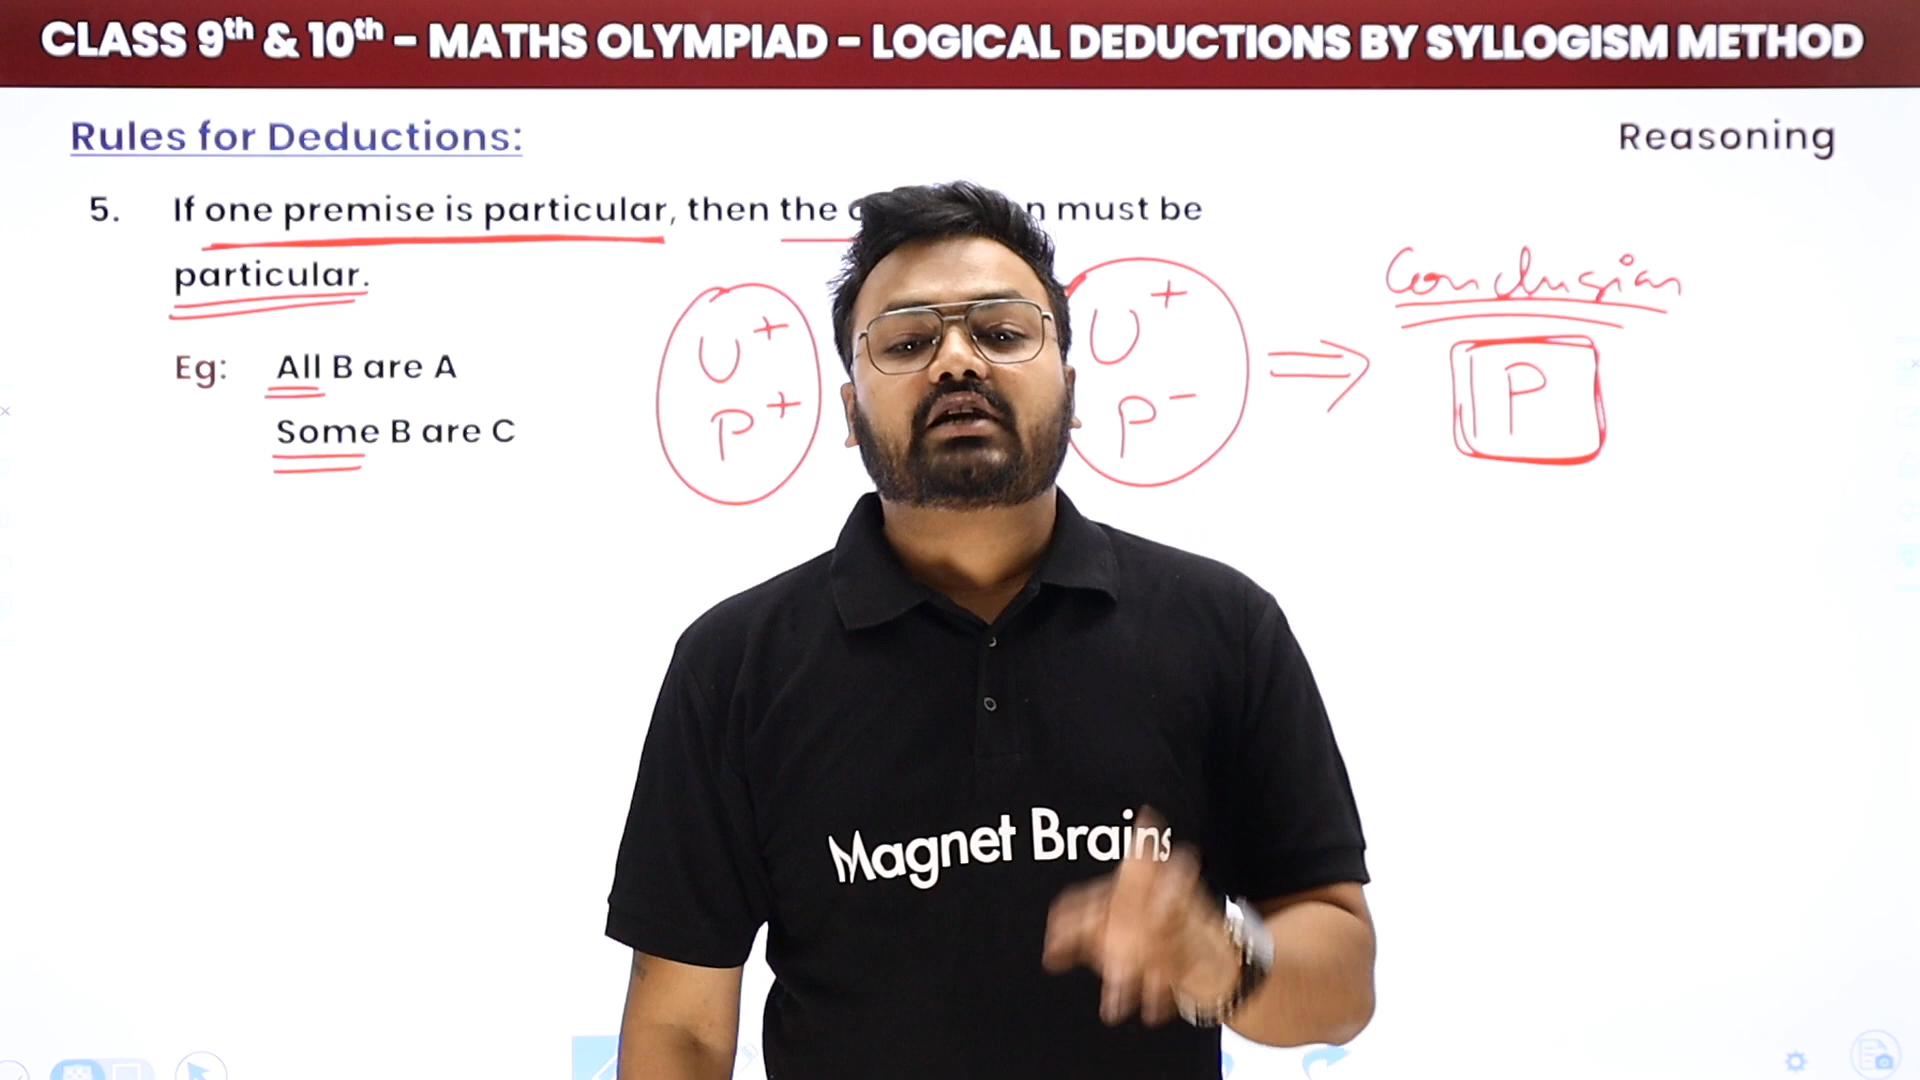 CLASS 9th & 10th - MATHS OLYMPIAD - LOGICAL DEDUCTIONS BY SYLLOGISM METHOD
Rules for Deductions:
Reasoning
5. If one premise is particular, then the must be
particular.
Conclusion
U+ U+
P
Eg: All B are A
P+ P-
Some B are C
Magnet Brains